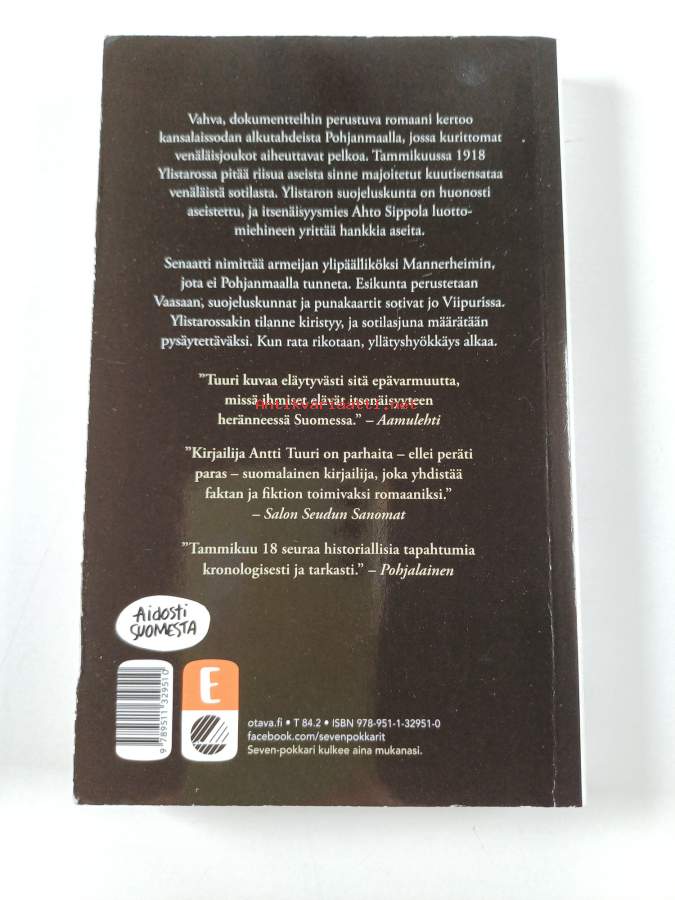 Vahva, dokumentteihin perustuva romaani kertoo
kansalaissodan alkutahdeista Pohjanmaalla, jossa kurittomat
venäläisjoukot aiheuttavat pelkoa. Tammikuussa 1918
Ylistarossa pitää riisua aseista sinne majoitetut kuutisensataa
venäläistä sotilasta. Ylistaron suojeluskunta on huonosti
aseistettu, ja itsenäisyysmies Ahto Sippola luotto-
miehineen yrittää hankkia aseita.
Senaatti nimittää armeijan ylipäälliköksi Mannerheimin,
jota ei Pohjanmaalla tunneta. Esikunta perustetaan
Vaasaan, suojeluskunnat ja punakaartit sotivat jo Viipurissa.
Ylistarossakin tilanne kiristyy, ja sotilasjuna määrätään
pysäytettäväksi. Kun rata rikotaan, yllätyshyökkäys alkaa.
”Tuuri kuvaa eläytyvästi sitä epävarmuutta,
missä ihmiset elävät itsenäisyyteen
Antikvariaatti.net
heränneessä Suomessa.” – Aamulehti
”Kirjailija Antti Tuuri on parhaita – ellei peräti
paras – suomalainen kirjailija, joka yhdistää
faktan ja fiktion toimivaksi romaaniksi.”
– Salon Seudun Sanomat
”Tammikuu 18 seuraa historiallisia tapahtumia
kronologisesti ja tarkasti.” – Pohjalainen
AiDOSTi
SUOMESTA
9 789511 329510
E
otava.fi • T 84.2 • ISBN 978-951-1-32951-0
facebook.com/sevenpokkarit
Seven-pokkari kulkee aina mukanasi.